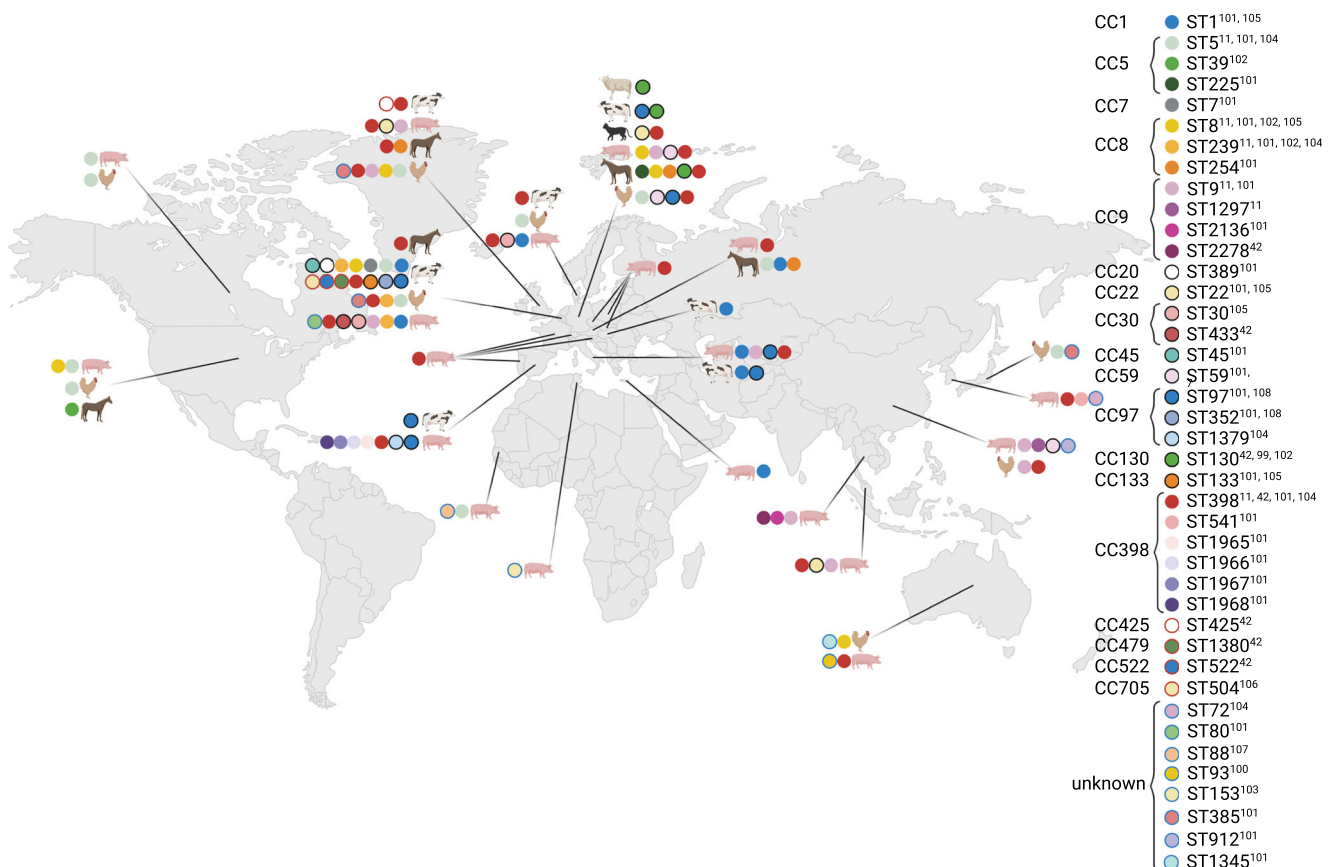 CC1 ST1101, 105
ST511, 101, 104
CC5 ST39102
ST225101
CC7 ST7101
ST811, 101, 102, 105
CC8 ST23911, 101, 102, 104
ST254101
ST911, 101
CC9 ST129711
ST2136101
ST227842
CC20 ST389101
CC22 ST22101, 105
CC30 ST30105
ST43342
CC45 ST45101
CC59 ST59101,
ST97101, 108
CC97 ST352101, 108
ST1379104
CC130 ST13042, 99, 102
CC133 ST133101, 105
ST39811, 42, 101, 104
ST541101
CC398 ST1965101
ST1966101
ST1967101
ST1968101
CC425 ST42542
CC479 ST138042
CC522 ST52242
CC705 ST504106
ST72104
ST80101
ST88107
ST93100
unknown ST153103
ST385101
ST912101
ST1345101